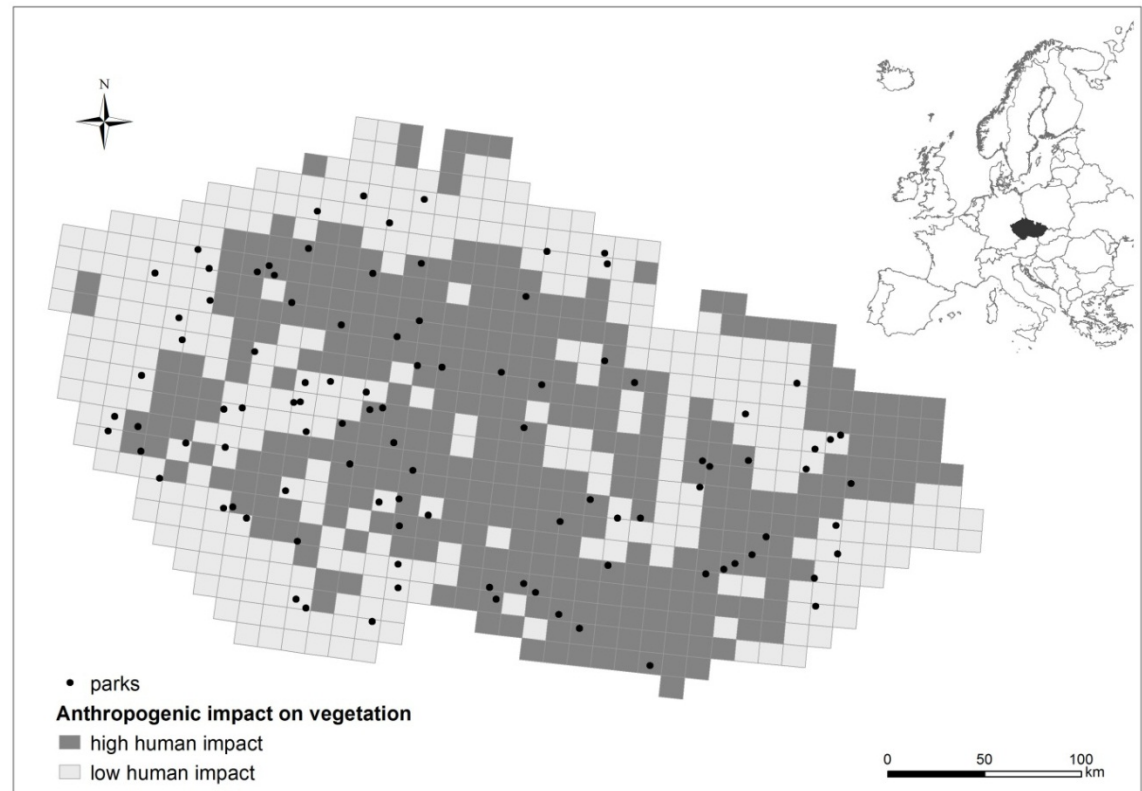 N
parks
Anthropogenic impact on vegetation
high human impact
low human impact
0 50 100
km